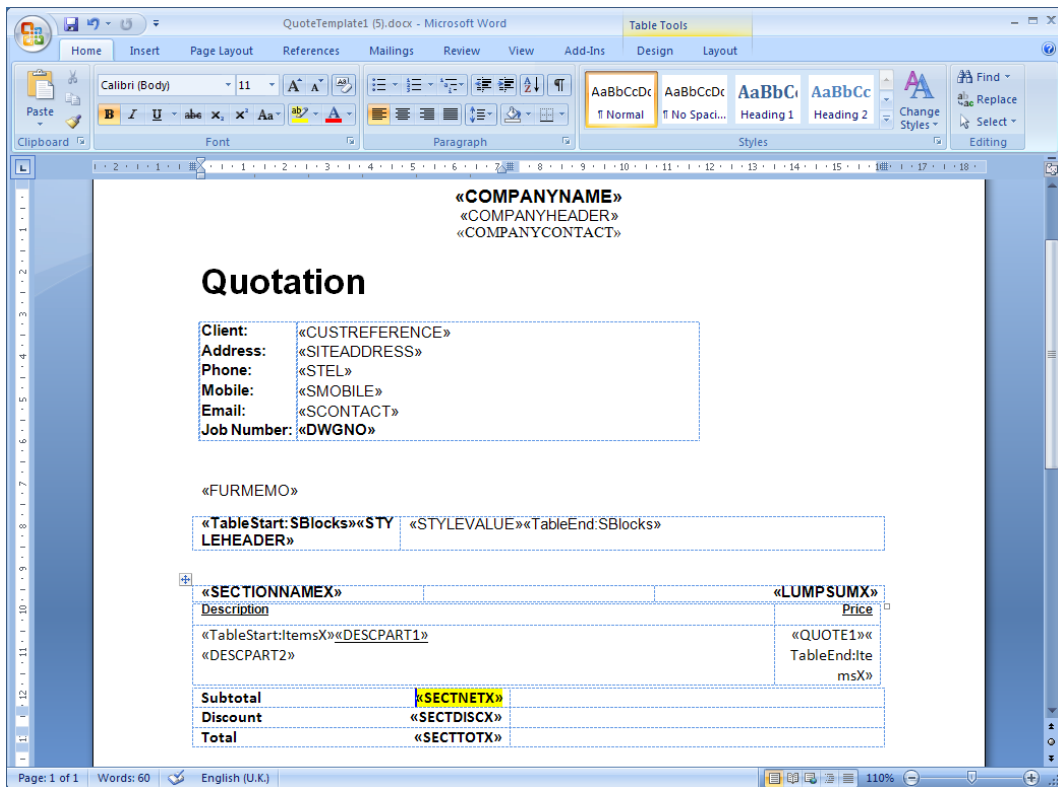 QuoteTemplate1 (5).docx - Microsoft Word
Table Tools
Home Insert Page Layout References Mailings Review View Add-Ins Design Layout
Paste
Clipboard
Calibri (Body) 11
B I U abe x₂ x² Aa ab A
Font
Paragraph
AaBbCcDc AaBbCcDc AaBbC AaBbCc
¶ Normal ¶ No Spaci... Heading 1 Heading 2
Change Styles
Styles
Find
Replace
Select
Editing
«COMPANYNAME»
«COMPANYHEADER»
«COMPANYCONTACT»
Quotation
Client: «CUSTREFERENCE»
Address: «SITEADDRESS»
Phone: «STEL»
Mobile: «SMOBILE»
Email: «SCONTACT»
Job Number: «DWGNO»
«FURMEMO»
«TableStart:SBlocks»«STY «STYLEVALUE»«TableEnd:SBlocks»
LEHEADER»
«SECTIONNAMEX» «LUMPSUMX»
Description Price
«TableStart:ItemsX»«DESCPART1» «QUOTE1»«
«DESCPART2» TableEnd:Ite
msX»
Subtotal «SECTNETX»
Discount «SECTDISCX»
Total «SECTTOTX»
Page: 1 of 1 Words: 60 English (U.K.) 110%